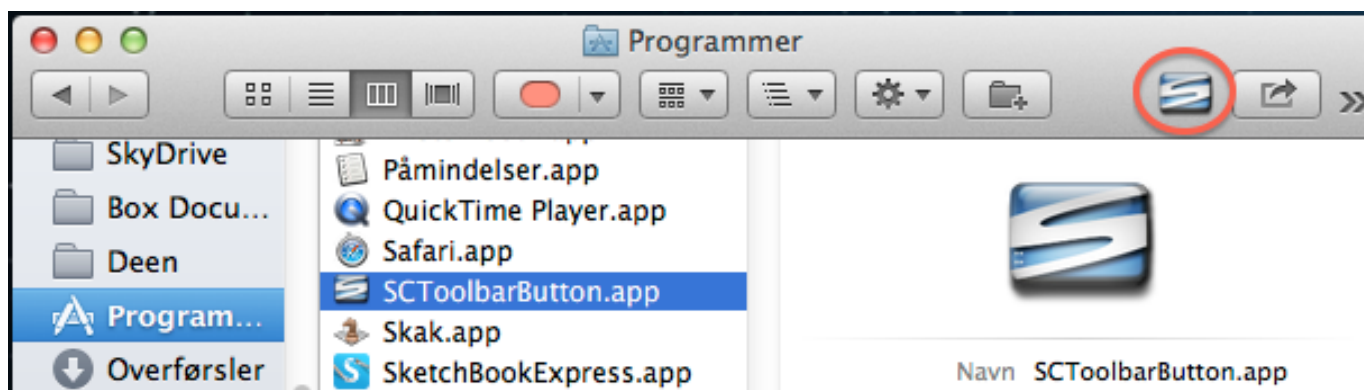 Programmer
SkyDrive
Box Docu...
Deen
Program...
Overførsler
Påmindelser.app
QuickTime Player.app
Safari.app
SCToolbarButton.app
Skak.app
SketchBookExpress.app
Navn SCToolbarButton.app